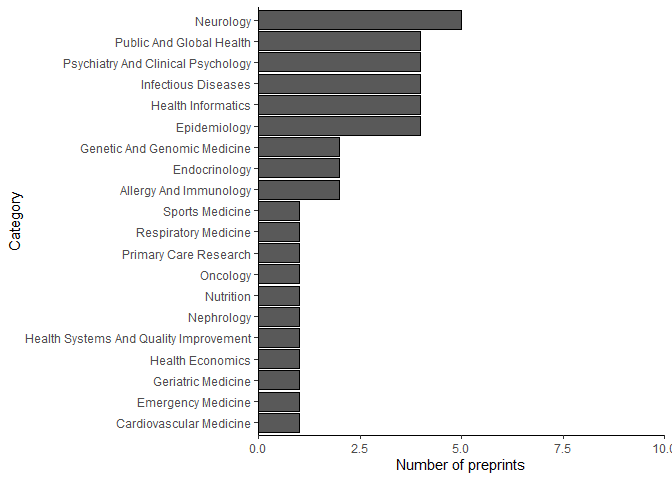 Neurology
Public And Global Health
Psychiatry And Clinical Psychology
Infectious Diseases
Health Informatics
Epidemiology
Genetic And Genomic Medicine
Endocrinology
Allergy And Immunology
Sports Medicine
Respiratory Medicine
Primary Care Research
Oncology
Nutrition
Nephrology
Health Systems And Quality Improvement
Health Economics
Geriatric Medicine
Emergency Medicine
Cardiovascular Medicine
Category
0.0 2.5 5.0 7.5 10.0
Number of preprints